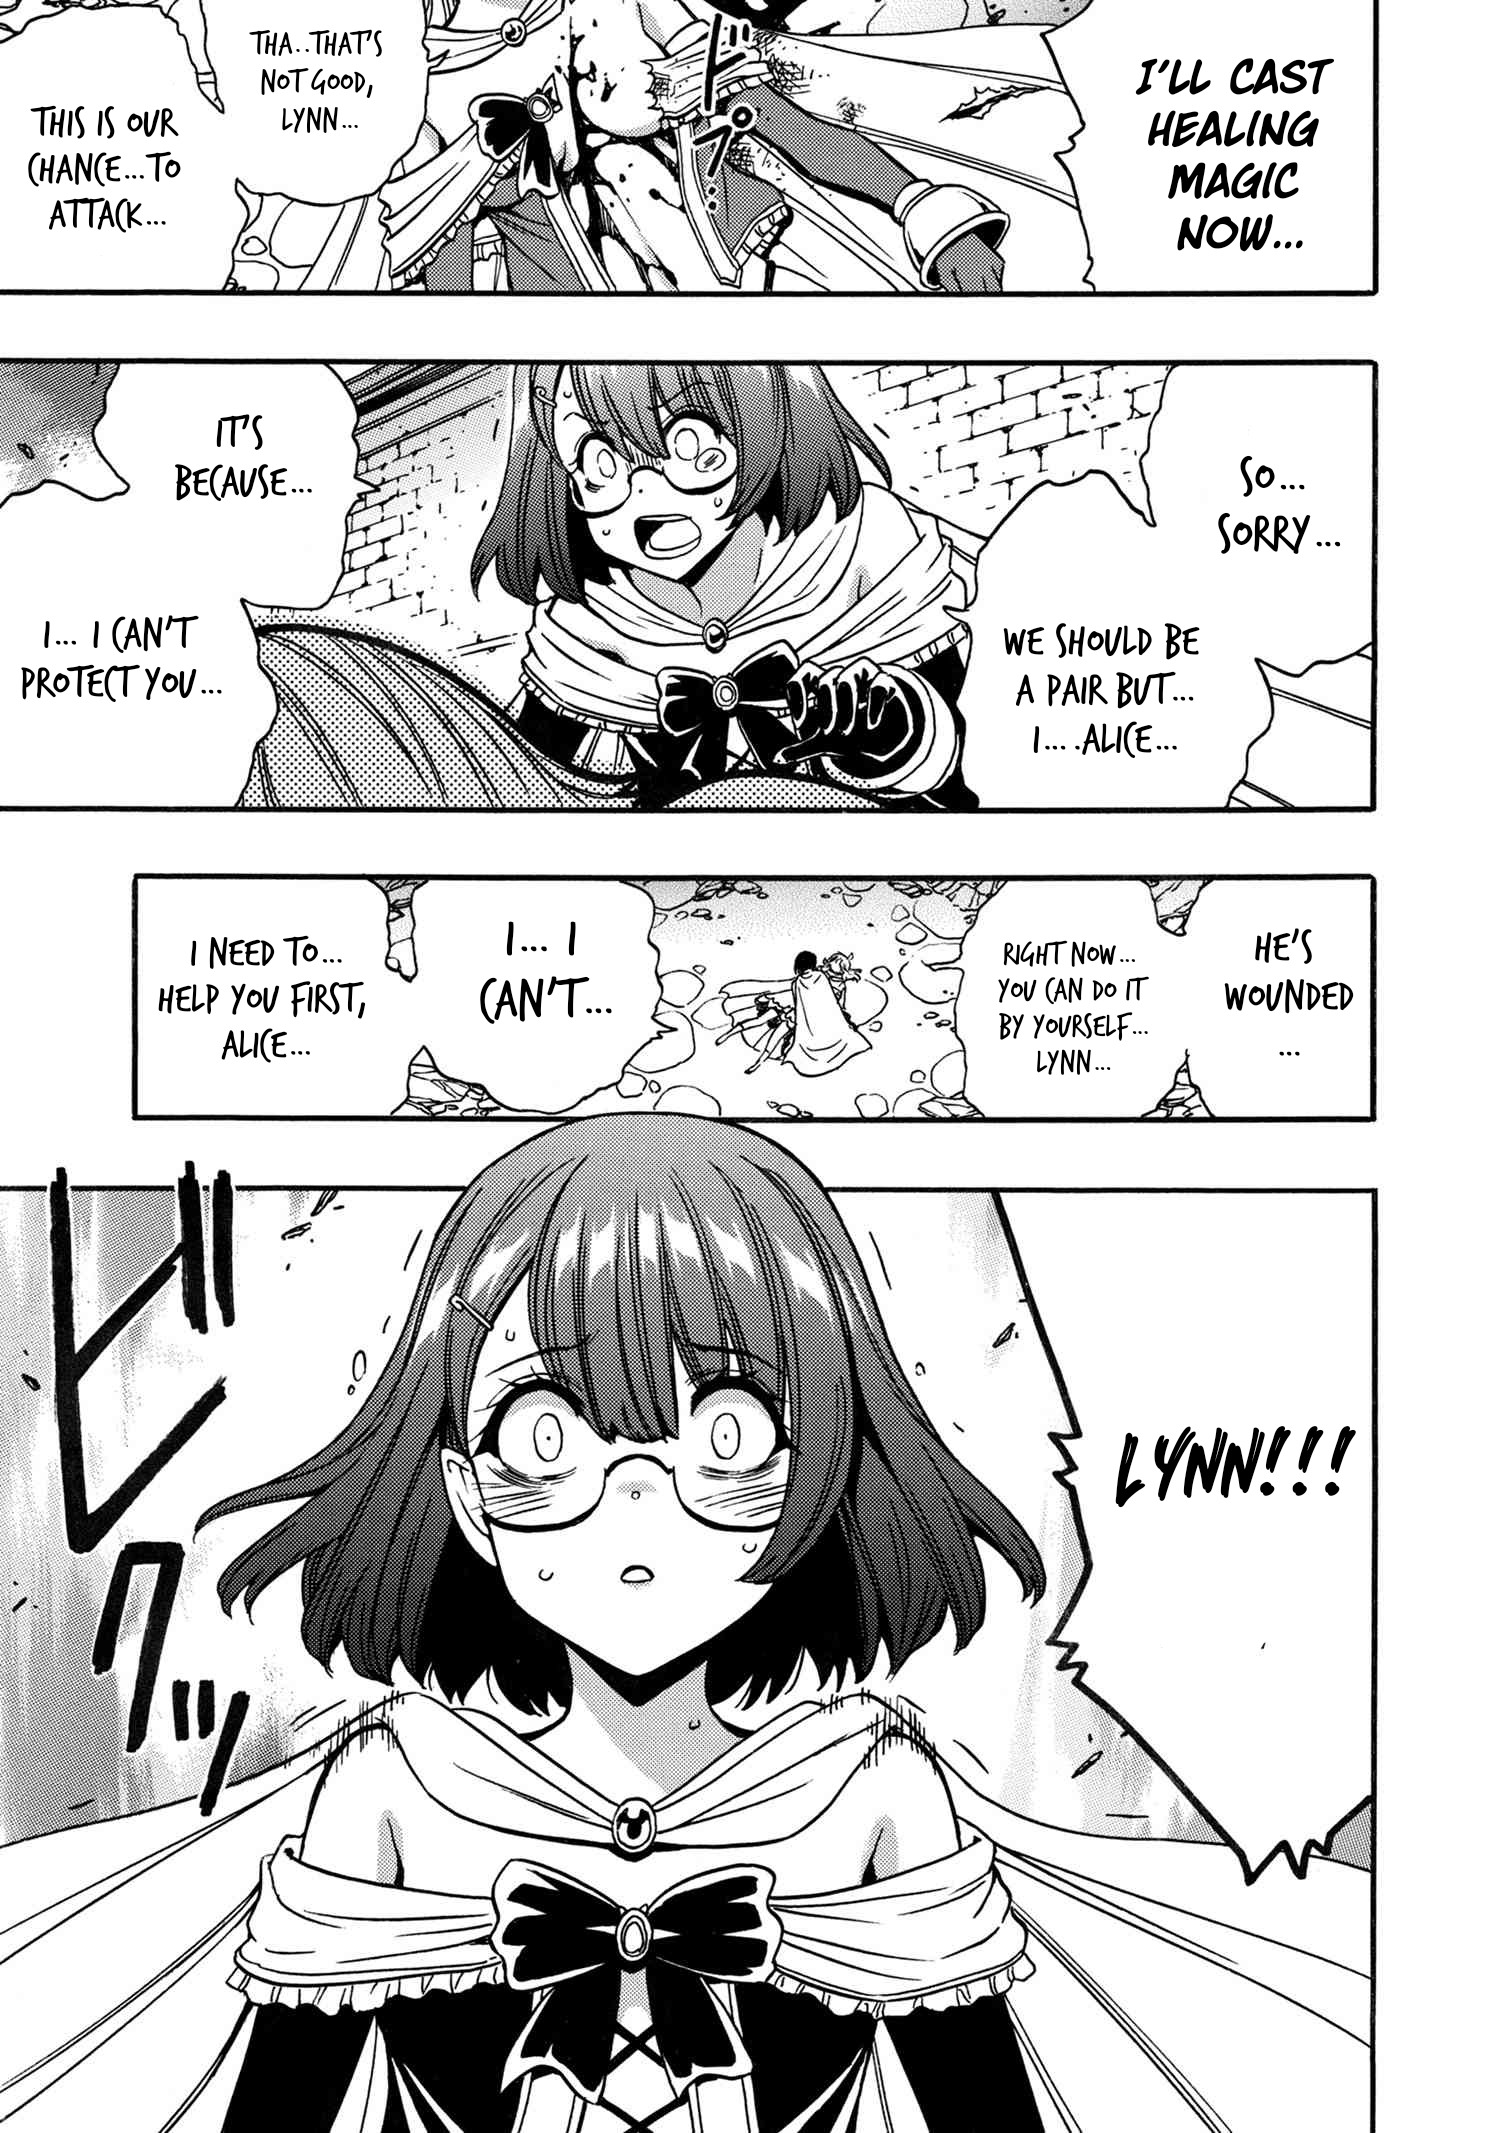 I'LL CAST
HEALING
MAGIC
NOW...
ドプ...
THA..THAT'S
NOT GOOD,
LYNN...
THIS IS OUR
CHANCE...TO
ATTACK...
SO...
SORRY...
WE SHOULD BE
A PAIR BUT...
I... .ALICE...
IT'S
BECAUSE...
I... I CAN'T
PROTECT YOU...
HE'S
WOUNDED
...
RIGHT NOW...
YOU CAN DO IT
BY YOURSELF...
LYNN...
I... I
CAN'T...
I NEED TO...
HELP YOU FIRST,
ALICE...
LYNN!!!
ビクッ